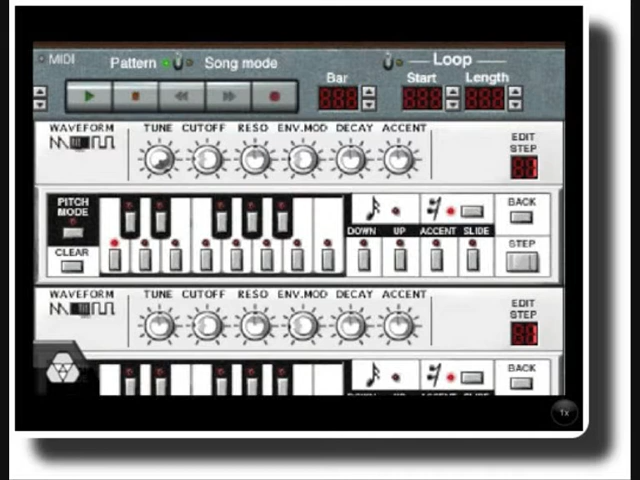 MIDI
Pattern
Song mode
Loop
Bar
Start
Length
WAVEFORM
TUNE CUTOFF RESO ENV.MOD DECAY ACCENT
EDIT
STEP
PITCH
MODE
CLEAR
DOWN UP ACCENT SLIDE
BACK
STEP
WAVEFORM
TUNE CUTOFF RESO ENV.MOD DECAY ACCENT
EDIT
STEP
BACK
1x